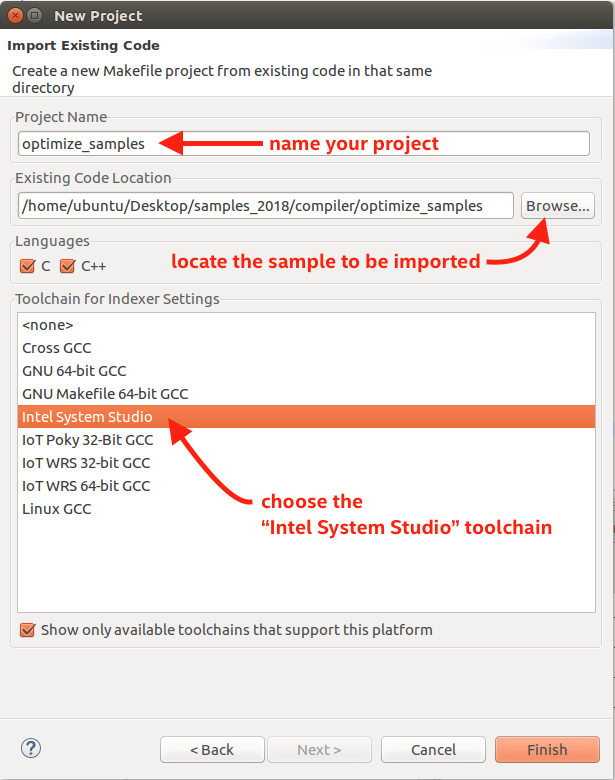 New Project
Import Existing Code
Create a new Makefile project from existing code in that same
directory
Project Name
optimize_samples
name your project
Existing Code Location
/home/ubuntu/Desktop/samples_2018/compiler/optimize_samples
Browse...
Languages
C
C++
locate the sample to be imported
Toolchain for Indexer Settings
<none>
Cross GCC
GNU 64-bit GCC
GNU Makefile 64-bit GCC
Intel System Studio
IoT Poky 32-Bit GCC
IoT WRS 32-bit GCC
IoT WRS 64-bit GCC
Linux GCC
choose the
“Intel System Studio” toolchain
Show only available toolchains that support this platform
?
< Back
Next >
Cancel
Finish